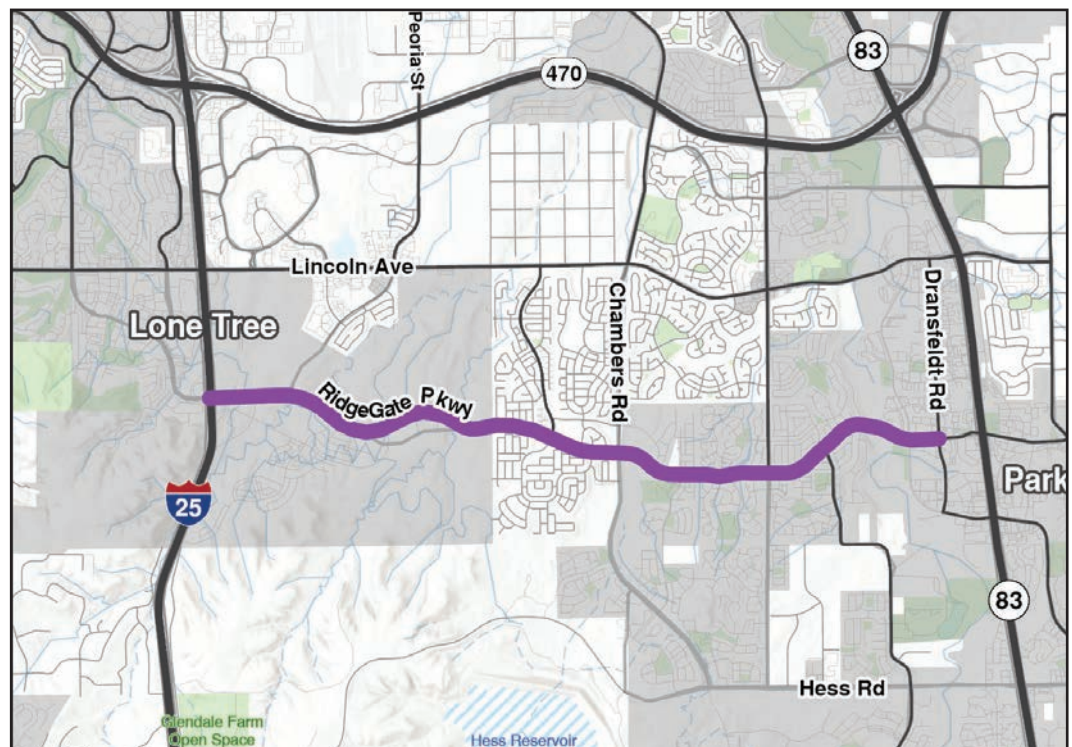 Peoria St
83
470
Lincoln Ave
Lone Tree
Chambers Rd
Dransfeldt Rd
RidgeGate Pkwy
25
Park
83
Hess Rd
Glendale Farm
Open Space
Hess Reservoir